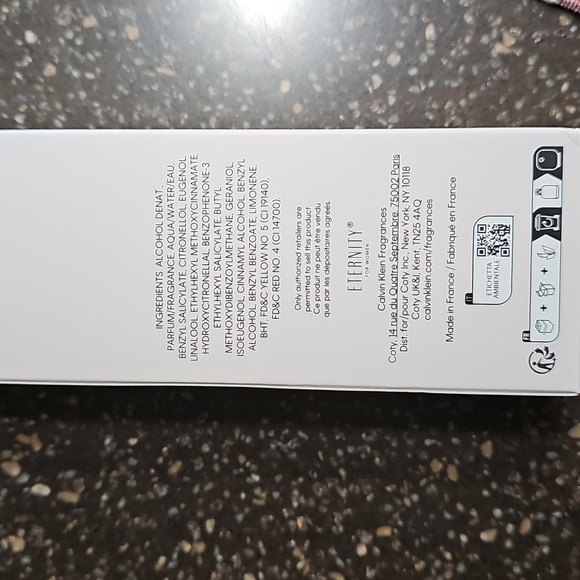 INGREDIENTS: ALCOHOL DENAT.,
PARFUM/FRAGRANCE, AQUA/WATER/EAU,
BENZYL SALICYLATE, CITRONELLOL, EUGENOL,
LINALOOL, ETHYLHEXYL METHOXYCINNAMATE,
HYDROXYCITRONELLAL, BENZOPHENONE-3,
ETHYLHEXYL SALICYLATE, BUTYL
METHOXYDIBENZOYLMETHANE, GERANIOL,
ISOEUGENOL, CINNAMYL ALCOHOL, BENZYL
ALCOHOL, BENZYL BENZOATE, LIMONENE,
BHT, FD&C YELLOW NO. 5 (CI 19140),
FD&C RED NO. 4 (CI 14700).
Only authorized retailers are
permitted to sell this product
Ce produit ne peut être vendu
que par les dépositaires agréés.
ETERNITY®
FOR WOMEN
Calvin Klein Fragrances
Coty, 14 rue du Quatre Septembre, 75002 Paris
Dist. for/pour Coty Inc., New York, NY 10118
Coty UK&I, Kent, TN25 4AQ
calvinklein.com/fragrances
Made in France / Fabriqué en France
ETICHETTA
AMBIENTALE